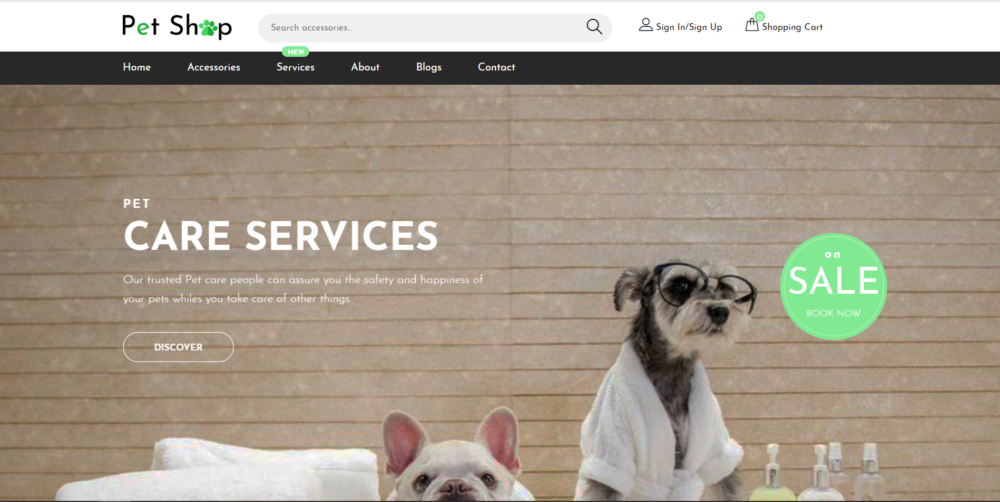 Pet Shop
Search accessories...
Sign In/Sign Up
0
Shopping Cart
NEW
Home
Accessories
Services
About
Blogs
Contact
PET
CARE SERVICES
Our trusted Pet care people can assure you the safety and happiness of
your pets whiles you take care of other things.
DISCOVER
on
SALE
BOOK NOW